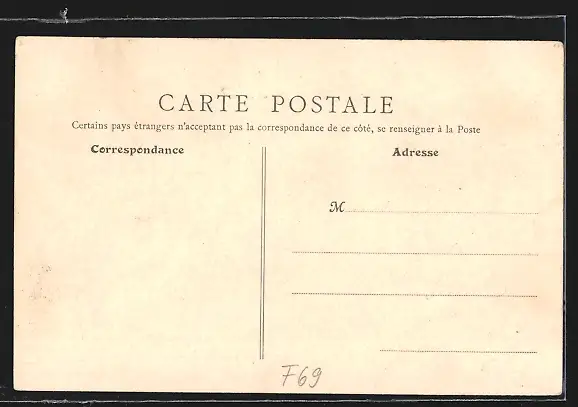 CARTE POSTALE
Certains pays étrangers n'acceptant pas la correspondance de ce côté, se renseigner à la Poste
Correspondance
Adresse
M
F69